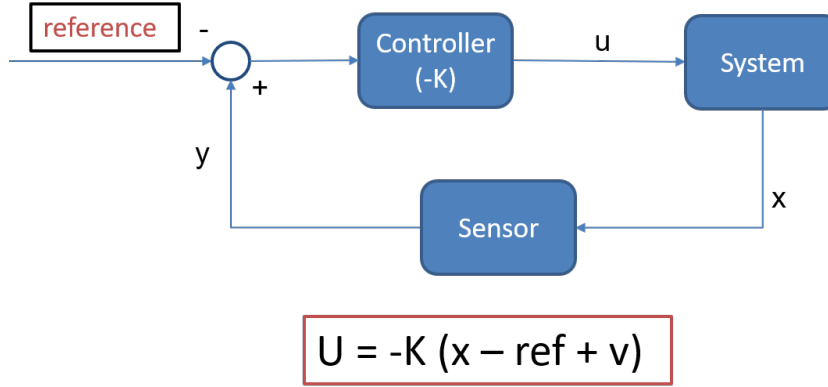 reference
-
+
Controller
(-K)
u
System
y
x
Sensor
U = -K (x – ref + v)